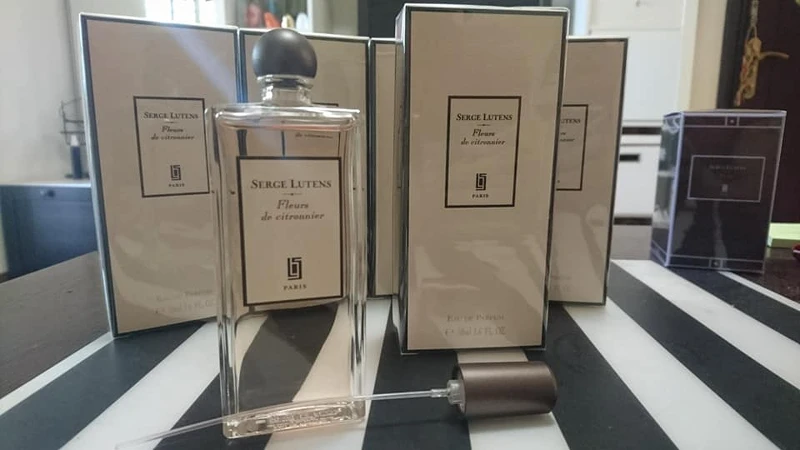 SERGE LUTENS
Fleurs
de citronnier
PARIS
SERGE LUTENS
Fleurs
de citronnier
PARIS
SERGE LUTENS
Fleurs
de citronnier
PARIS
EAU DE PARFUM
LUTENS